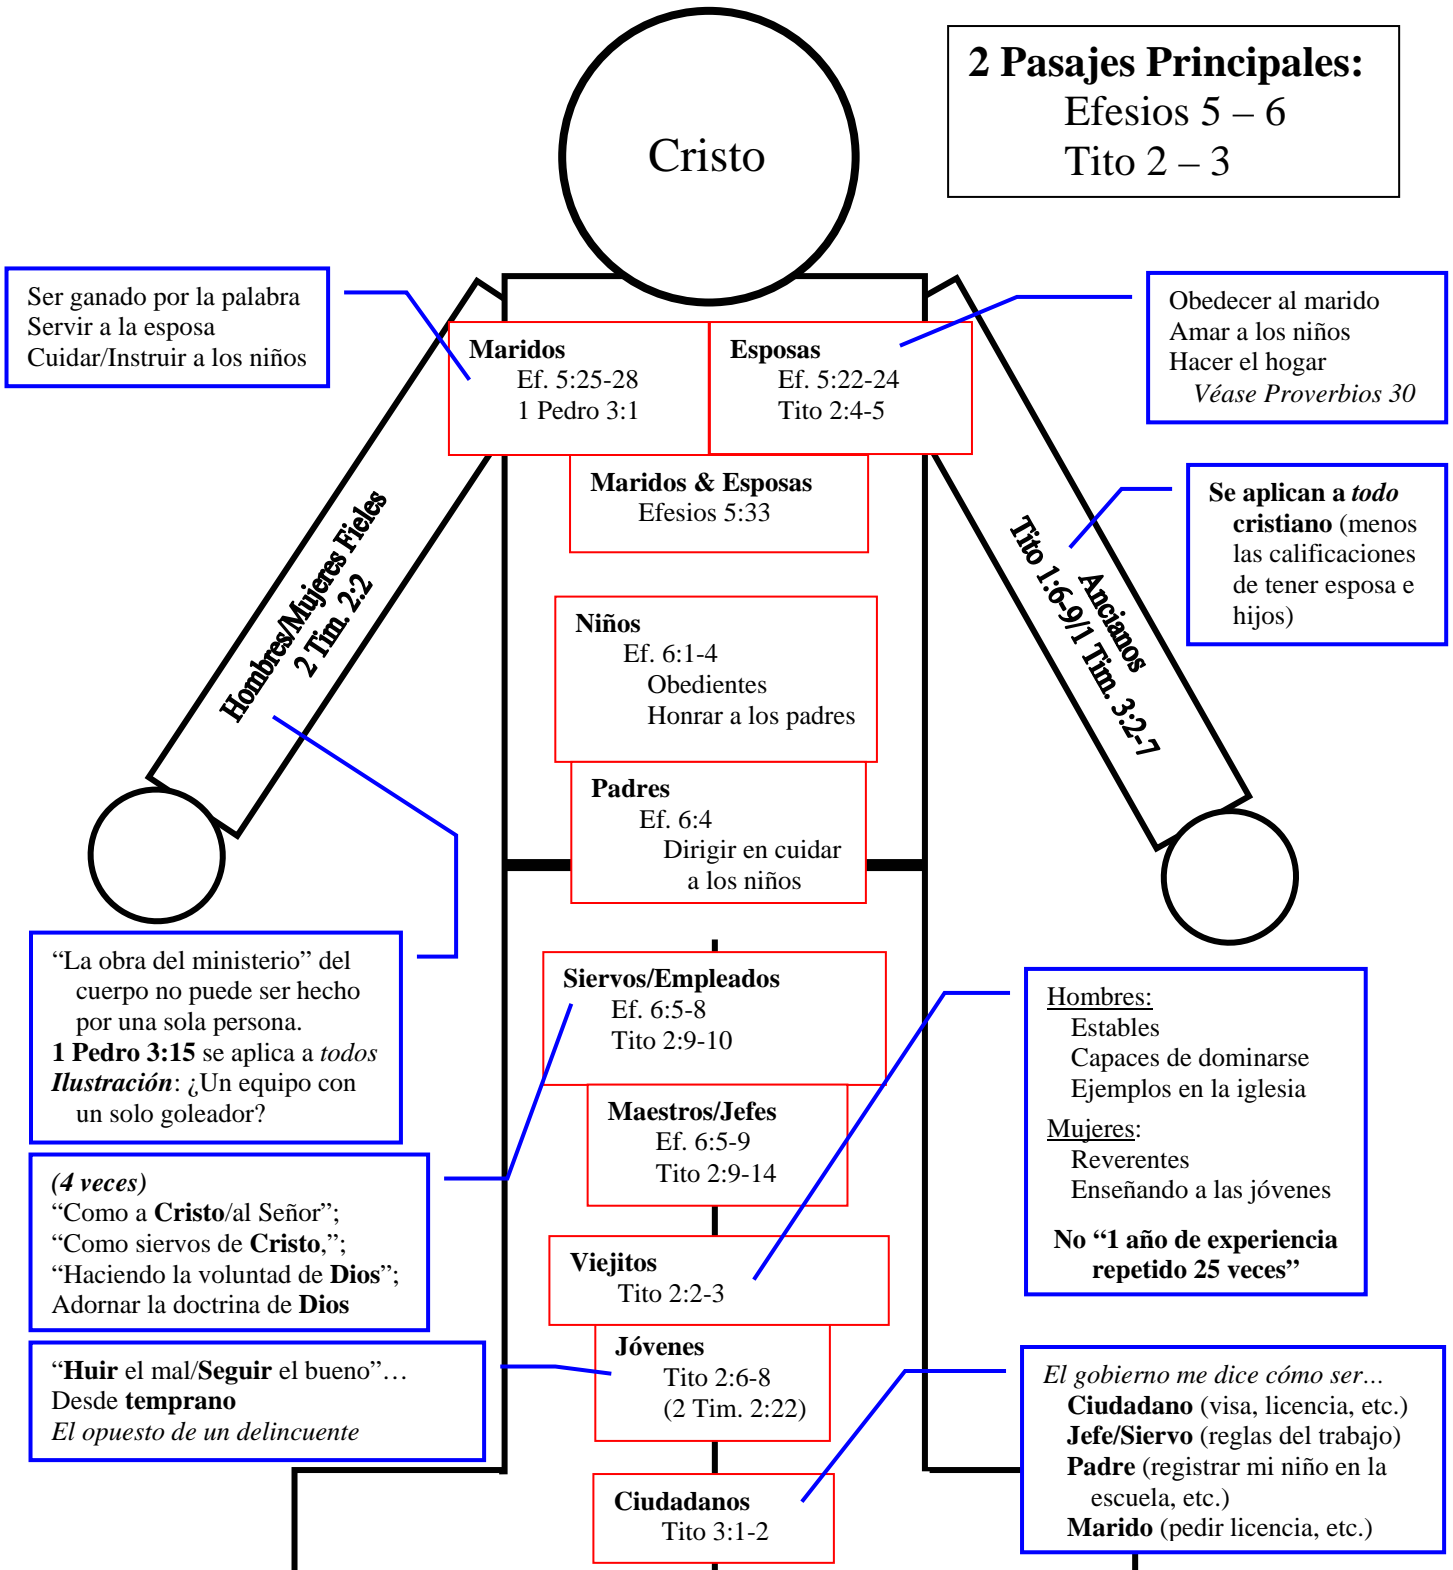 Cristo
2 Pasajes Principales:
Efesios 5 – 6
Tito 2 – 3
Ser ganado por la palabra
Servir a la esposa
Cuidar/Instruir a los niños
Maridos
Ef. 5:25-28
1 Pedro 3:1
Esposas
Ef. 5:22-24
Tito 2:4-5
Obedecer al marido
Amar a los niños
Hacer el hogar
Véase Proverbios 30
Maridos & Esposas
Efesios 5:33
Hombres/Mujeres Fieles
2 Tim. 2:2
Ancianos
Tito 1:6-9/1 Tim. 3:2-7
Se aplican a todo
cristiano (menos
las calificaciones
de tener esposa e
hijos)
Niños
Ef. 6:1-4
Obedientes
Honrar a los padres
Padres
Ef. 6:4
Dirigir en cuidar
a los niños
“La obra del ministerio” del
cuerpo no puede ser hecho
por una sola persona.
1 Pedro 3:15 se aplica a todos
Ilustración: ¿Un equipo con
un solo goleador?
Siervos/Empleados
Ef. 6:5-8
Tito 2:9-10
Maestros/Jefes
Ef. 6:5-9
Tito 2:9-14
Hombres:
Estables
Capaces de dominarse
Ejemplos en la iglesia
Mujeres:
Reverentes
Enseñando a las jóvenes
No “1 año de experiencia
repetido 25 veces”
(4 veces)
“Como a Cristo/al Señor”;
“Como siervos de Cristo,”;
“Haciendo la voluntad de Dios”;
Adornar la doctrina de Dios
Viejitos
Tito 2:2-3
Jóvenes
Tito 2:6-8
(2 Tim. 2:22)
“Huir el mal/Seguir el bueno”…
Desde temprano
El opuesto de un delincuente
Ciudadanos
Tito 3:1-2
El gobierno me dice cómo ser…
Ciudadano (visa, licencia, etc.)
Jefe/Siervo (reglas del trabajo)
Padre (registrar mi niño en la
escuela, etc.)
Marido (pedir licencia, etc.)